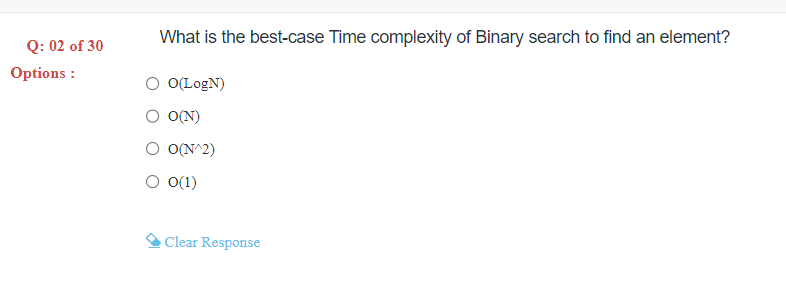 What is the best-case Time complexity of Binary search to find an element?
Q: 02 of 30
Options :
O(LogN)
O(N)
O(N^2)
O(1)
Clear Response